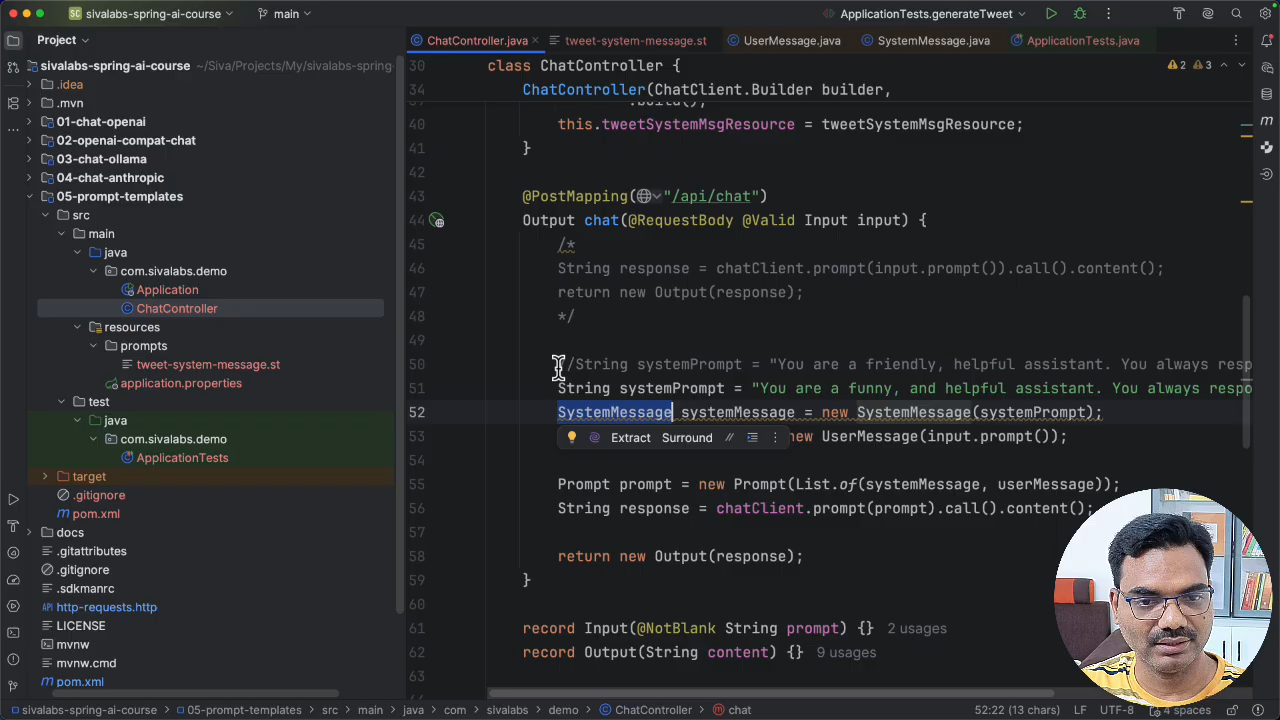 SC sivalabs-spring-ai-course main ApplicationTests.generateTweet
Project
sivalabs-spring-ai-course ~/Siva/Projects/My/sivalabs-spring-
.idea
.mvn
01-chat-openai
02-openai-compat-chat
03-chat-ollama
04-chat-anthropic
05-prompt-templates
src
main
java
com.sivalabs.demo
Application
ChatController
resources
prompts
tweet-system-message.st
application.properties
test
java
com.sivalabs.demo
ApplicationTests
target
.gitignore
pom.xml
docs
.gitattributes
.gitignore
.sdkmanrc
API http-requests.http
LICENSE
mvnw
mvnw.cmd
pom.xml
ChatController.java tweet-system-message.st UserMessage.java SystemMessage.java ApplicationTests.java
30 class ChatController { 2 3
34 ChatController(ChatClient.Builder builder,
.build();
40 this.tweetSystemMsgResource = tweetSystemMsgResource;
41 }
42
43 @PostMapping("/api/chat")
44 Output chat(@RequestBody @Valid Input input) {
45 /*
46 String response = chatClient.prompt(input.prompt()).call().content();
47 return new Output(response);
48 */
49
50 //String systemPrompt = "You are a friendly, helpful assistant. You always resp
51 String systemPrompt = "You are a funny, and helpful assistant. You always respo
52 SystemMessage systemMessage = new SystemMessage(systemPrompt);
Extract Surround // new UserMessage(input.prompt());
54
55 Prompt prompt = new Prompt(List.of(systemMessage, userMessage));
56 String response = chatClient.prompt(prompt).call().content();
57
58 return new Output(response);
59 }
60
61 record Input(@NotBlank String prompt) {} 2 usages
62 record Output(String content) {} 9 usages
63
sivalabs-spring-ai-course > 05-prompt-templates > src > main > java > com > sivalabs > demo > ChatController > m chat 52:22 (13 chars) LF UTF-8 4 spaces